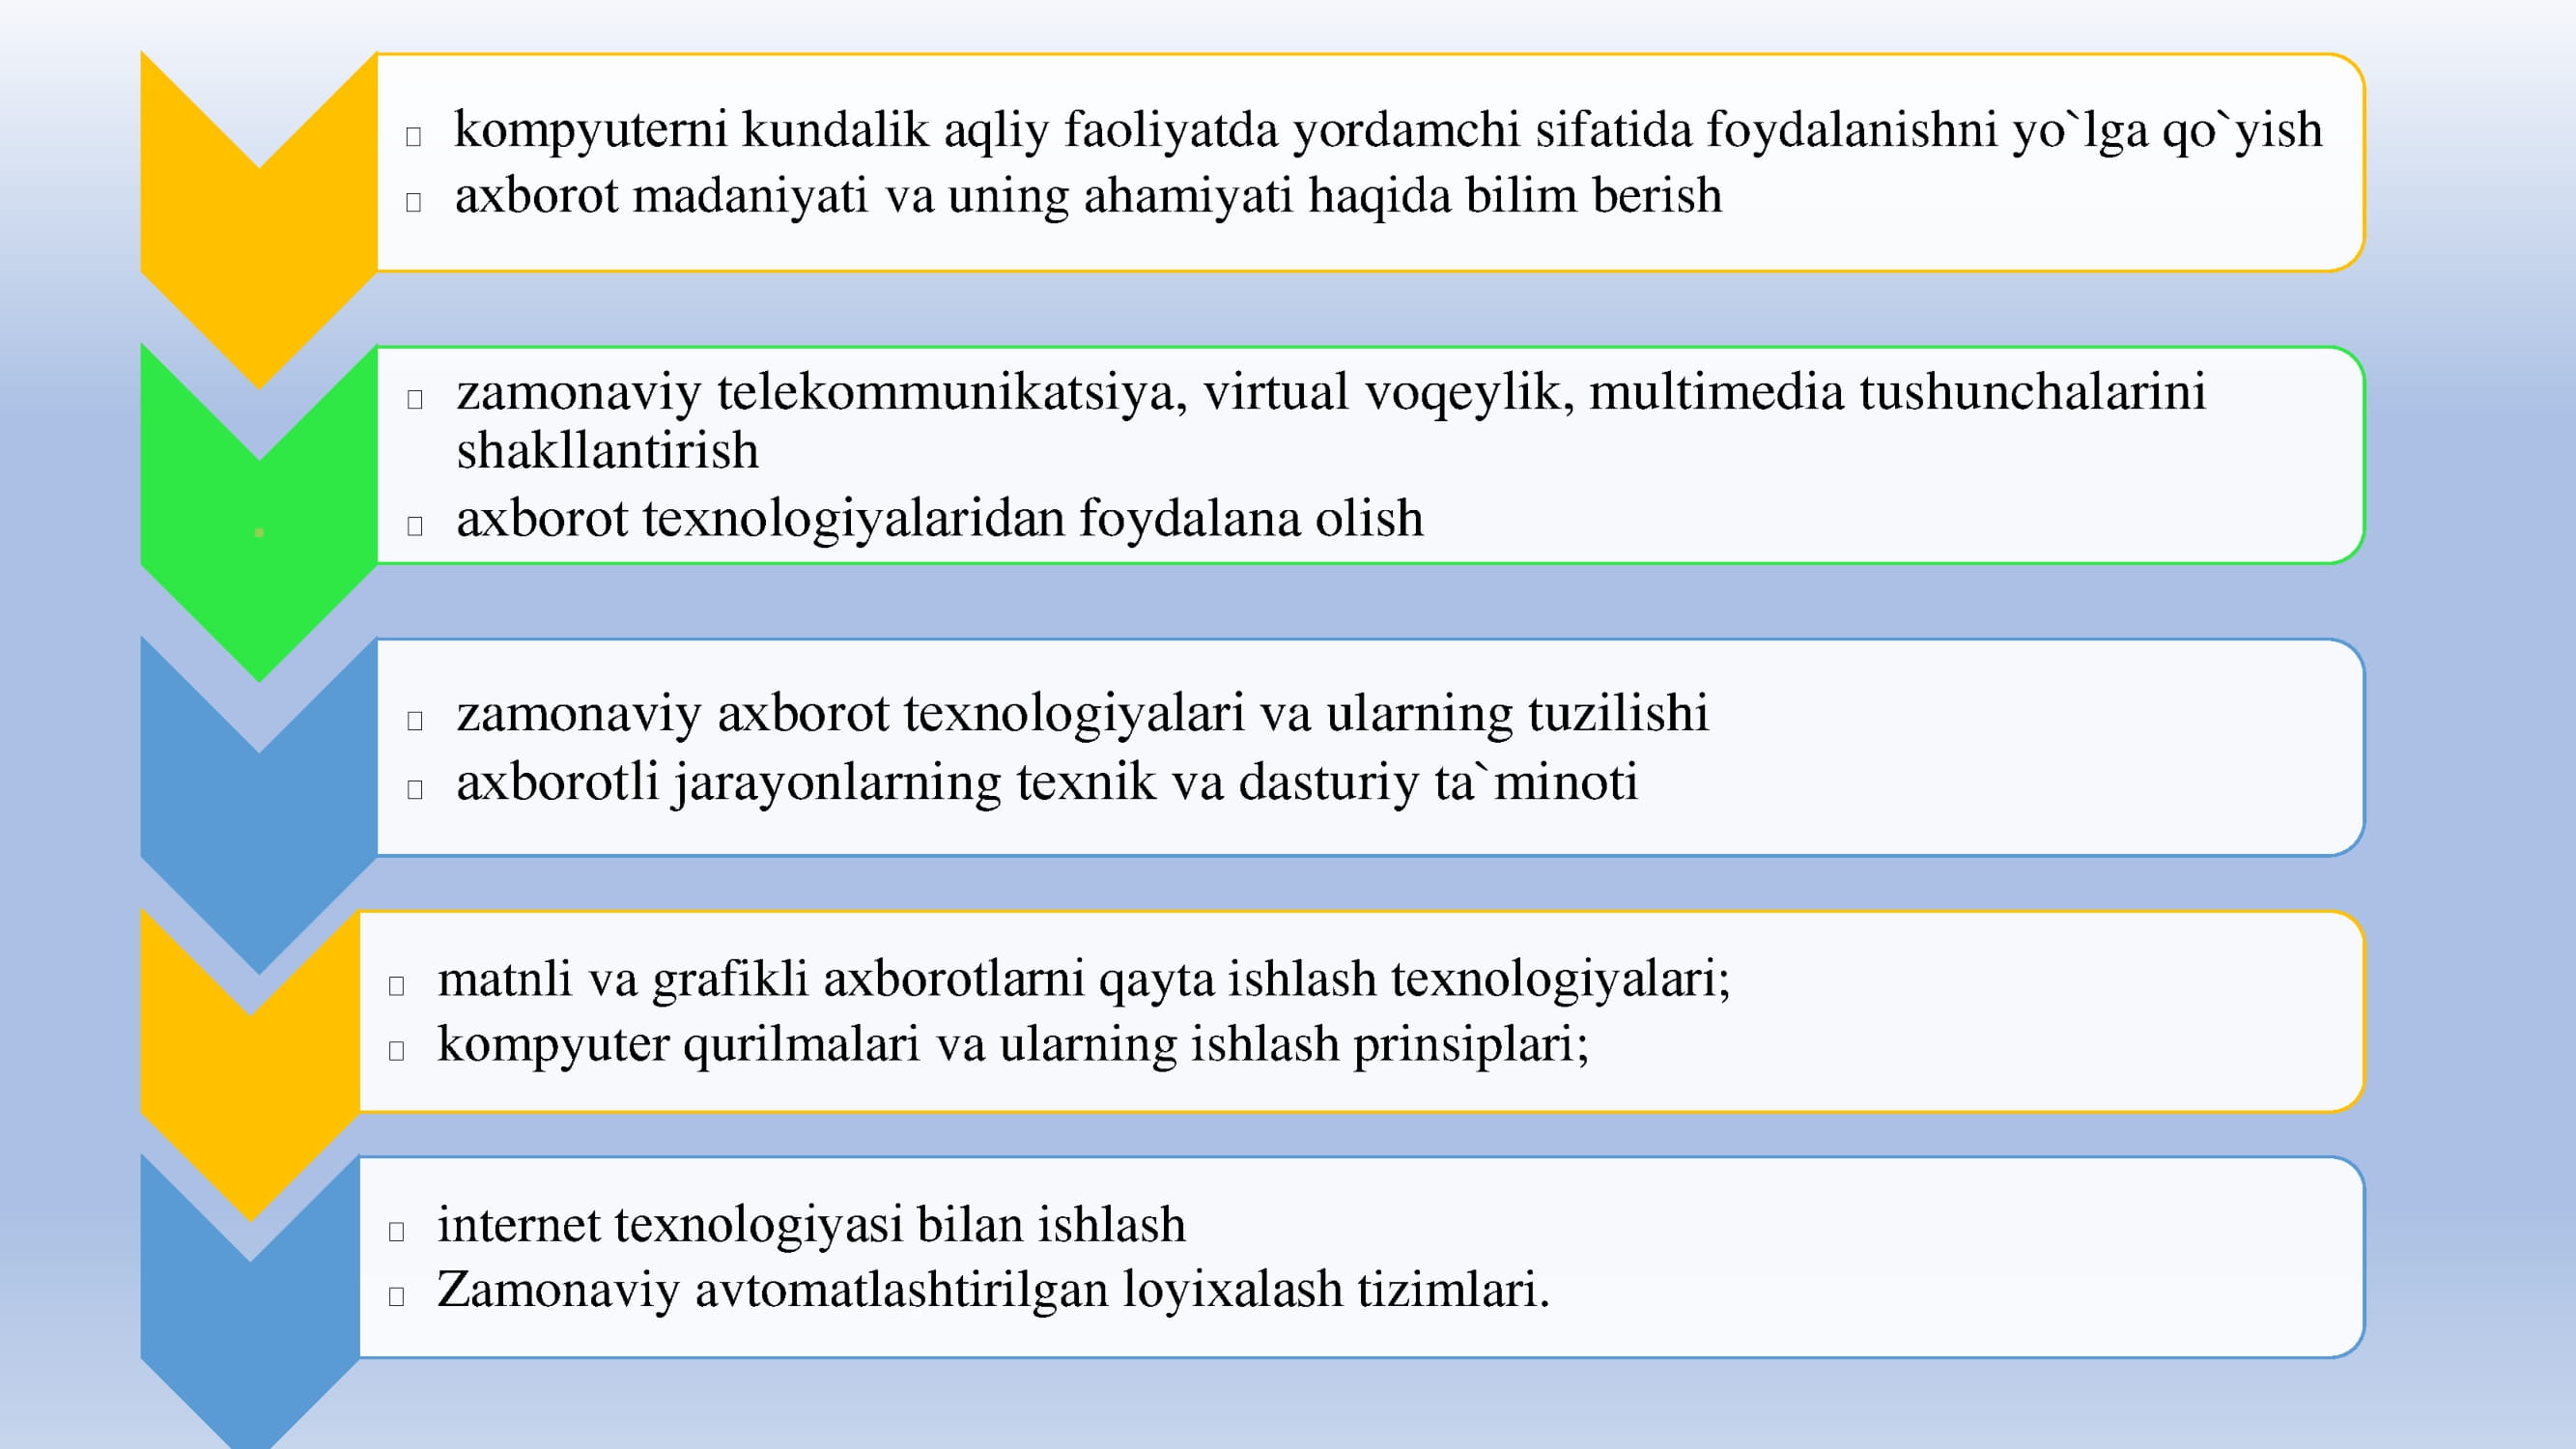 kompyuterni kundalik aqliy faoliyatda yordamchi sifatida foydalanishni yo`lga qo`yish
axborot madaniyati va uning ahamiyati haqida bilim berish
zamonaviy telekommunikatsiya, virtual voqeylik, multimedia tushunchalarini
shakllantirish
axborot texnologiyalaridan foydalana olish
zamonaviy axborot texnologiyalari va ularning tuzilishi
axborotli jarayonlarning texnik va dasturiy ta`minoti
matnli va grafikli axborotlarni qayta ishlash texnologiyalari;
kompyuter qurilmalari va ularning ishlash prinsiplari;
internet texnologiyasi bilan ishlash
Zamonaviy avtomatlashtirilgan loyixalash tizimlari.